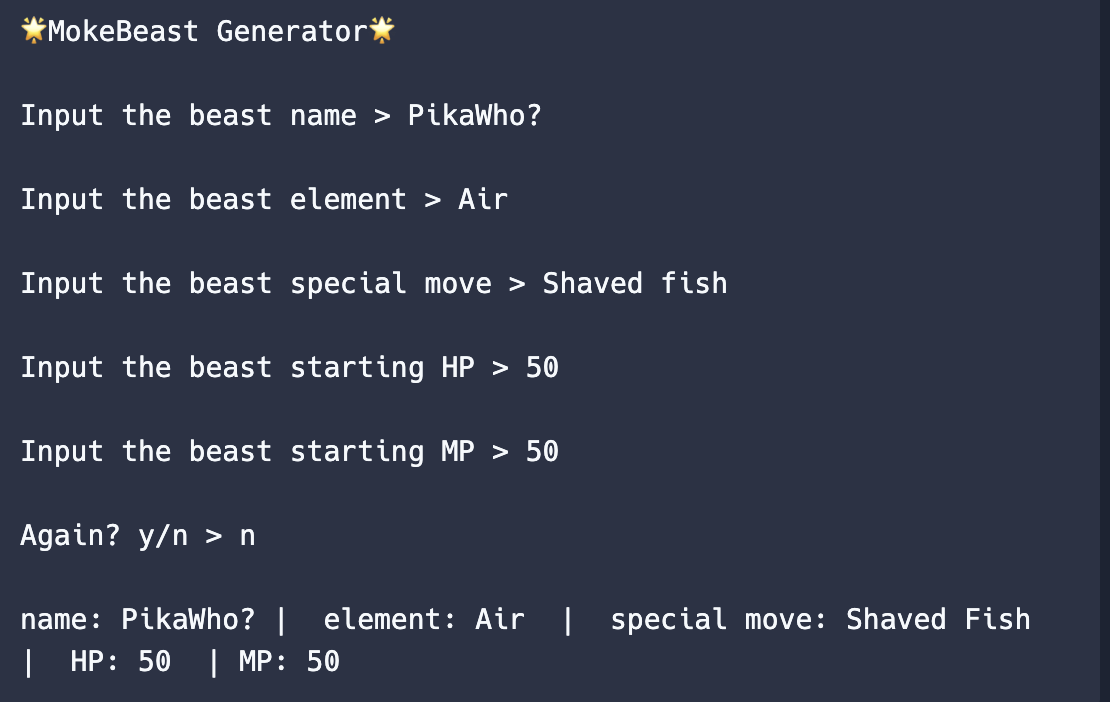 🌟MokeBeast Generator🌟
Input the beast name > PikaWho?
Input the beast element > Air
Input the beast special move > Shaved fish
Input the beast starting HP > 50
Input the beast starting MP > 50
Again? y/n > n
name: PikaWho? |  element: Air  |  special move: Shaved Fish
|  HP: 50  | MP: 50